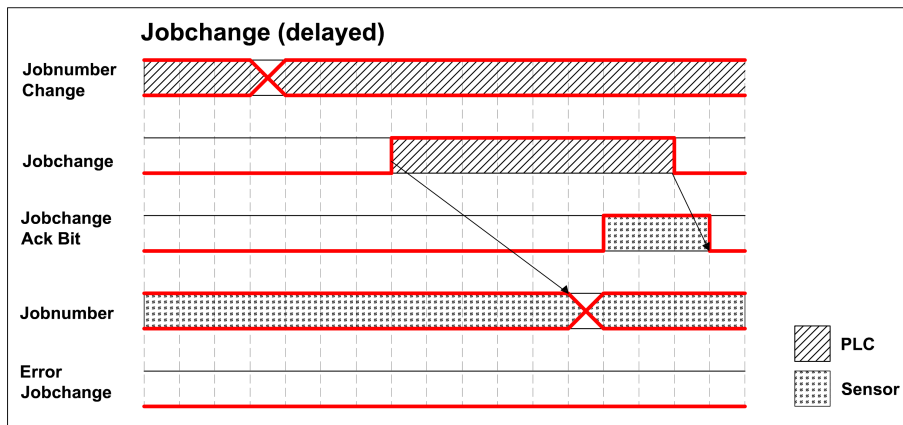 Jobchange (delayed)
Jobnumber
Change
Jobchange
Jobchange
Ack Bit
Jobnumber
Error
Jobchange
PLC
Sensor